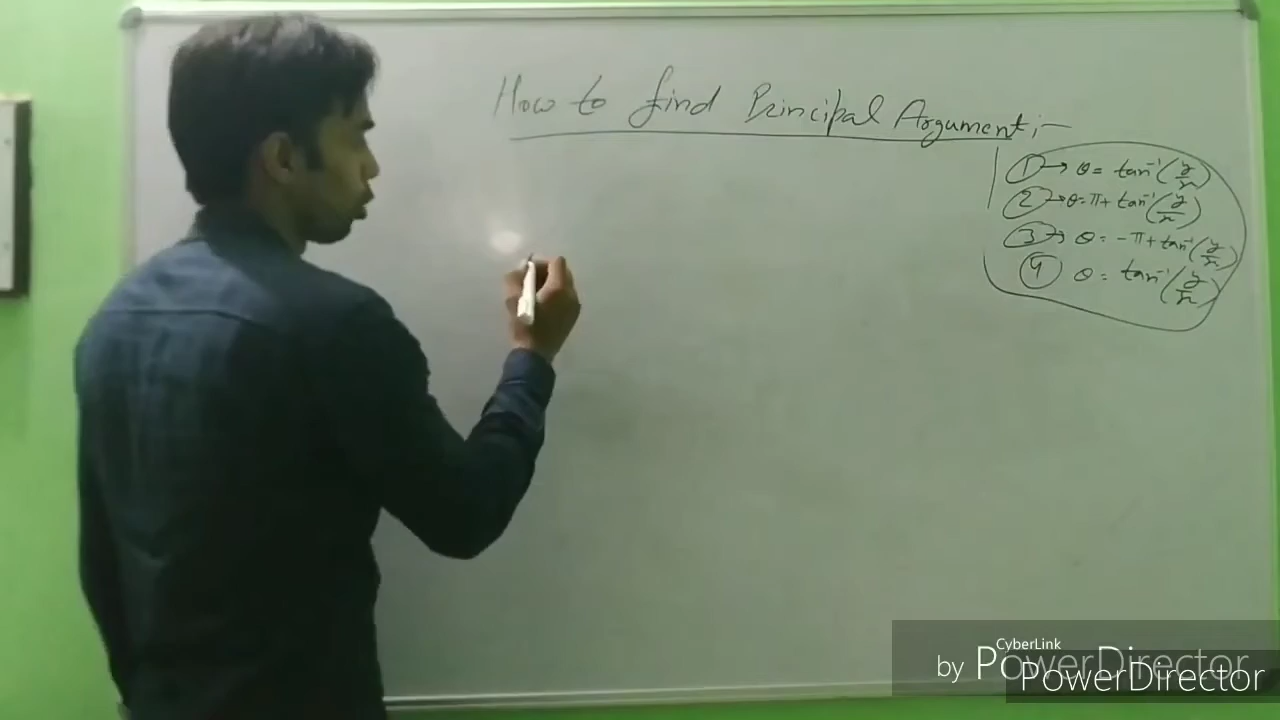 How to find Principal Argument :-
① → θ = tan⁻¹(y/x)
② → θ = π + tan⁻¹(y/x)
③ → θ = -π + tan⁻¹(y/x)
④ θ = tan⁻¹(y/x)
CyberLink
by PowerDirector
PowerDirector